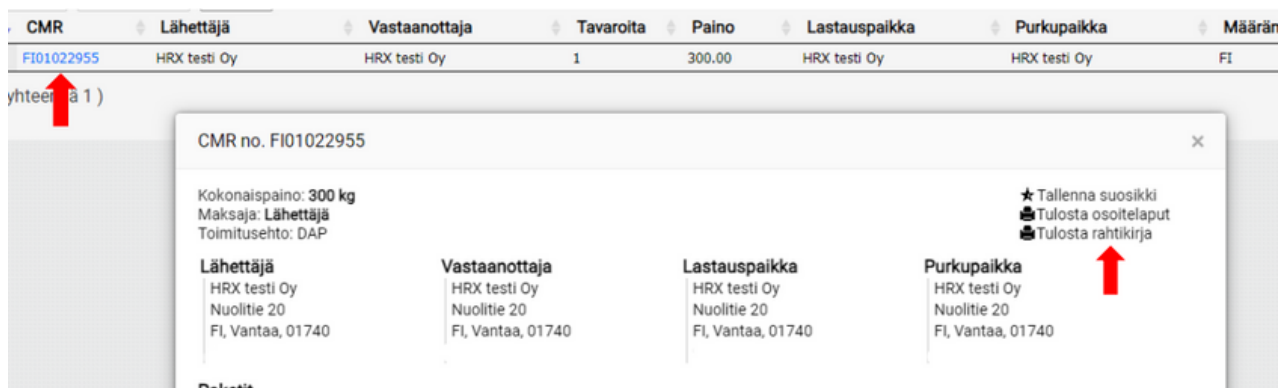 CMR Lähettäjä Vastaanottaja Tavaroita Paino Lastauspaikka Purkupaikka Määrän
FI01022955 HRX testi Oy HRX testi Oy 1 300.00 HRX testi Oy HRX testi Oy FI
1 )
CMR no. FI01022955 ×
Kokonaispaino: 300 kg Tallenna suosikki
Maksaja: Lähettäjä Tulosta osoitelaput
Toimitusehto: DAP Tulosta rahtikirja
Lähettäjä Vastaanottaja Lastauspaikka Purkupaikka
HRX testi Oy HRX testi Oy HRX testi Oy HRX testi Oy
Nuolitie 20 Nuolitie 20 Nuolitie 20 Nuolitie 20
FI, Vantaa, 01740 FI, Vantaa, 01740 FI, Vantaa, 01740 FI, Vantaa, 01740